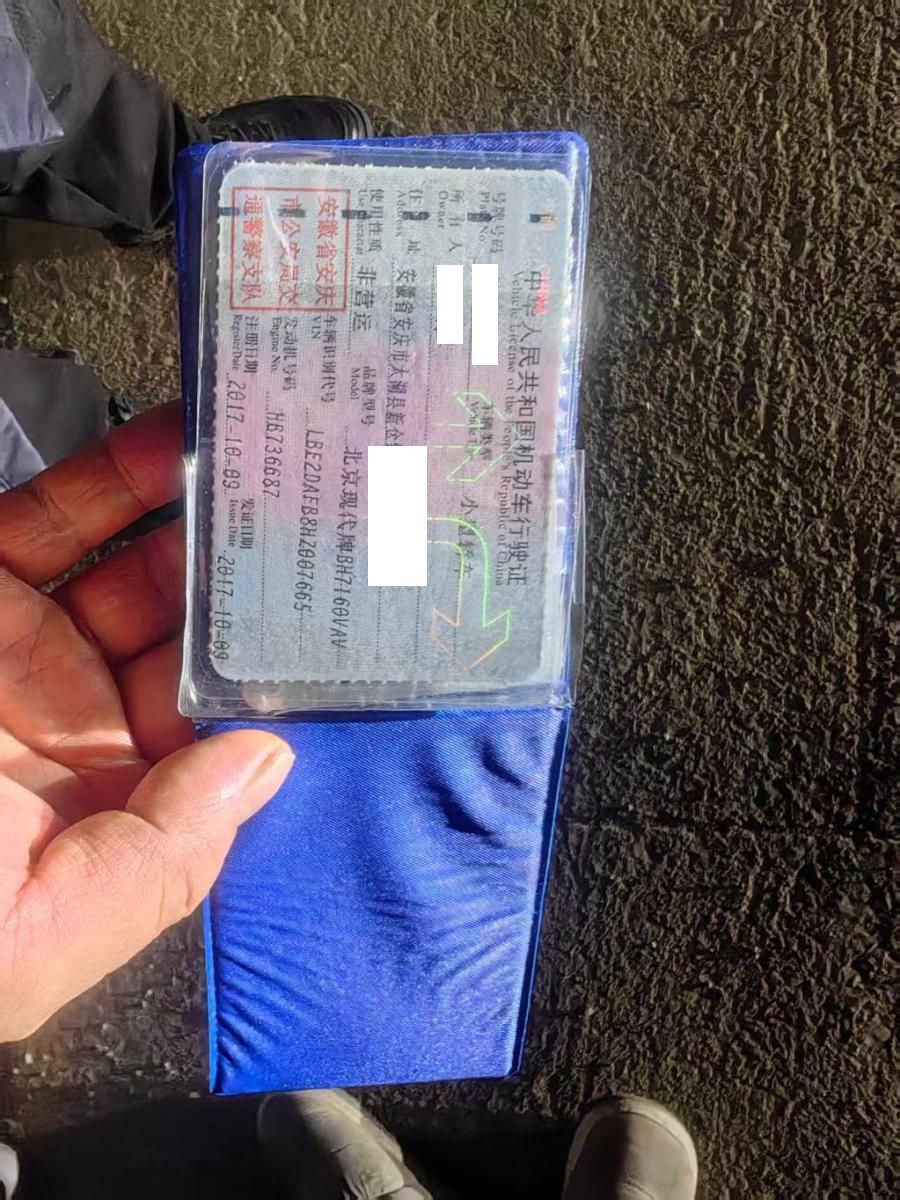 中华人民共和国机动车行驶证
Vehicle License of the People's Republic of China
号牌号码
Plate No.
车辆类型
小型轿车
所有人
Owner
住址 安徽省安庆市太湖县新仓
Address
使用性质 非营运
Use Character
品牌型号 北京现代牌BH7160VAV
Model
安徽省安庆
市公安局交
通警察支队
车辆识别代号 LBE2DAFB8HZ007665
VIN
发动机号码 HB736687
Engine No.
注册日期 2017-10-09
Register Date
发证日期 2017-10-09
Issue Date